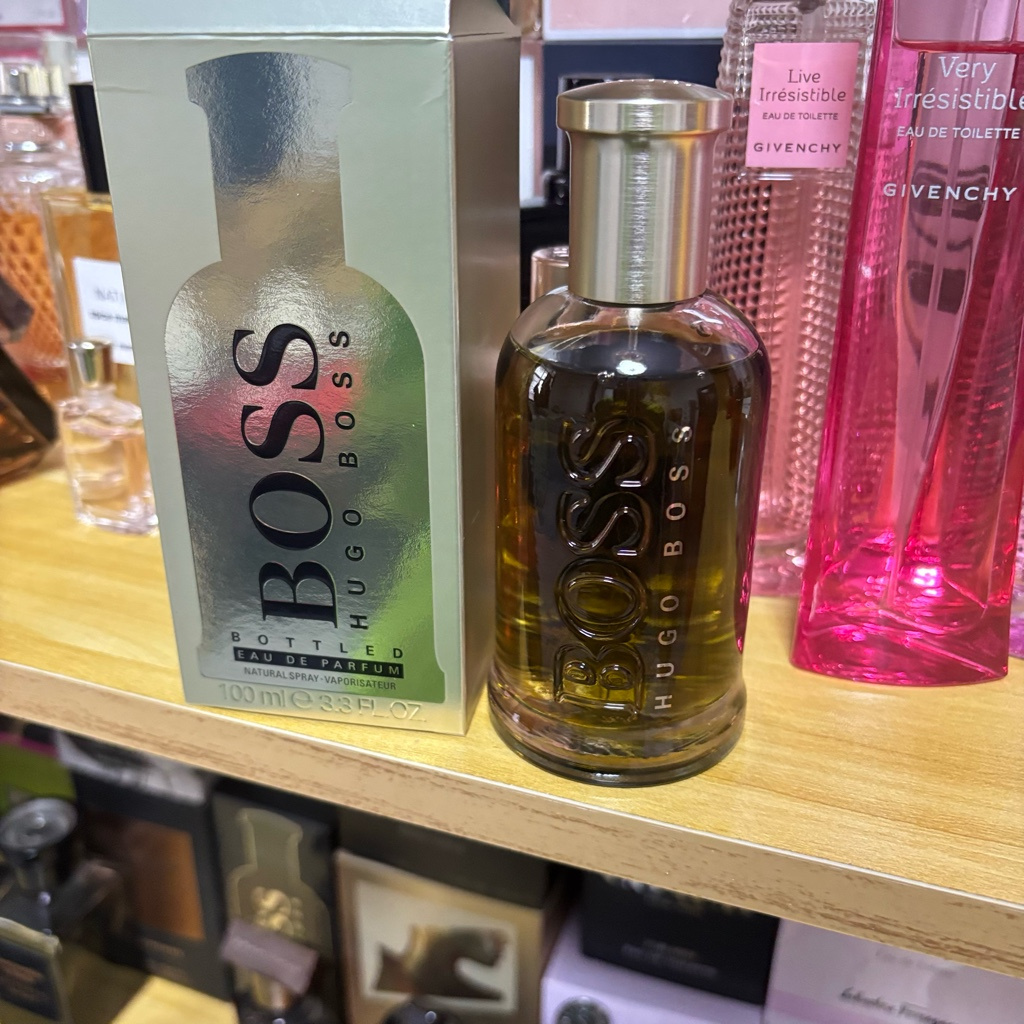 BOSS
HUGO BOSS
BOTTLED
EAU DE PARFUM
NATURAL SPRAY-VAPORISATEUR
100 ml e 3.3 FL.OZ.
BOSS
HUGO BOSS
Live
Irrésistible
EAU DE TOILETTE
GIVENCHY
Very
Irrésistible
EAU DE TOILETTE
GIVENCHY